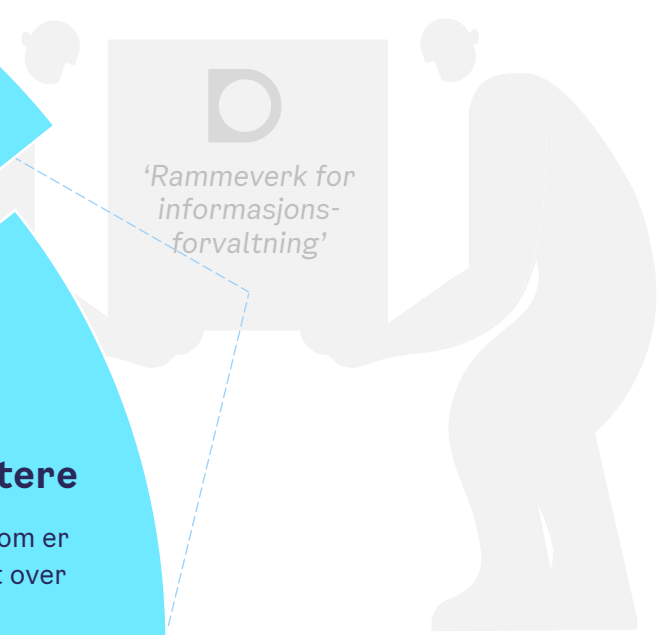 ‘Rammeverk for
informasjons-
forvaltning’
tere
om er
t over